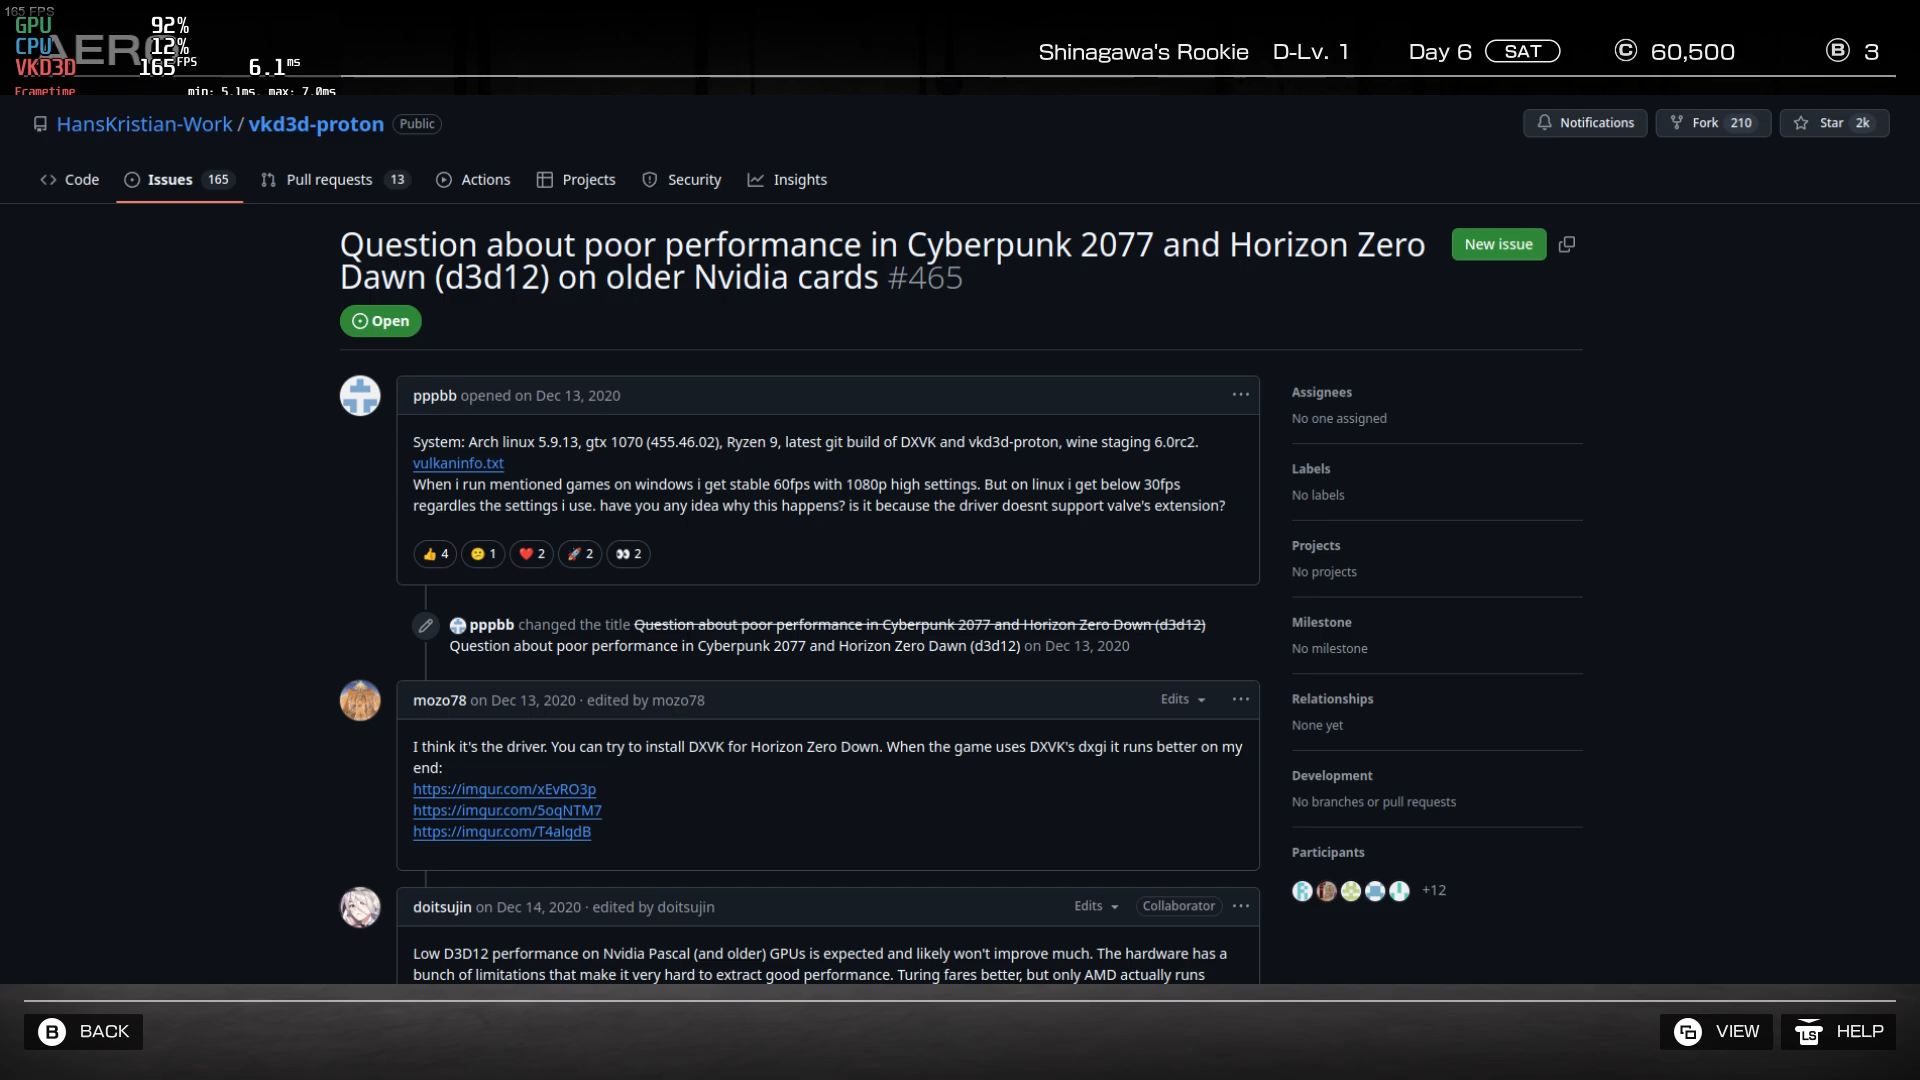 165 FPS
GPU 92%
CPU 12%
AERO
VKD3D 165 FPS 6.1ms
Frametime min: 5.1ms, max: 7.0ms
Shinagawa's Rookie D-Lv. 1 Day 6 SAT C 60,500 B 3
HansKristian-Work / vkd3d-proton Public
Notifications Fork 210 Star 2k
Code Issues 165 Pull requests 13 Actions Projects Security Insights
Question about poor performance in Cyberpunk 2077 and Horizon Zero
Dawn (d3d12) on older Nvidia cards #465
New issue
Open
pppbb opened on Dec 13, 2020
System: Arch linux 5.9.13, gtx 1070 (455.46.02), Ryzen 9, latest git build of DXVK and vkd3d-proton, wine staging 6.0rc2.
vulkaninfo.txt
When i run mentioned games on windows i get stable 60fps with 1080p high settings. But on linux i get below 30fps
regardles the settings i use. have you any idea why this happens? is it because the driver doesnt support valve's extension?
👍 4 😕 1 ❤️ 2 🚀 2 👀 2
pppbb changed the title Question about poor performance in Cyberpunk 2077 and Horizon Zero Down (d3d12)
Question about poor performance in Cyberpunk 2077 and Horizon Zero Dawn (d3d12) on Dec 13, 2020
mozo78 on Dec 13, 2020 · edited by mozo78 Edits
I think it's the driver. You can try to install DXVK for Horizon Zero Down. When the game uses DXVK's dxgi it runs better on my
end:
https://imgur.com/xEvRO3p
https://imgur.com/5oqNTM7
https://imgur.com/T4algdB
doitsujin on Dec 14, 2020 · edited by doitsujin Edits Collaborator
Low D3D12 performance on Nvidia Pascal (and older) GPUs is expected and likely won't improve much. The hardware has a
bunch of limitations that make it very hard to extract good performance. Turing fares better, but only AMD actually runs
Assignees
No one assigned
Labels
No labels
Projects
No projects
Milestone
No milestone
Relationships
None yet
Development
No branches or pull requests
Participants
+12
B BACK
VIEW LS HELP